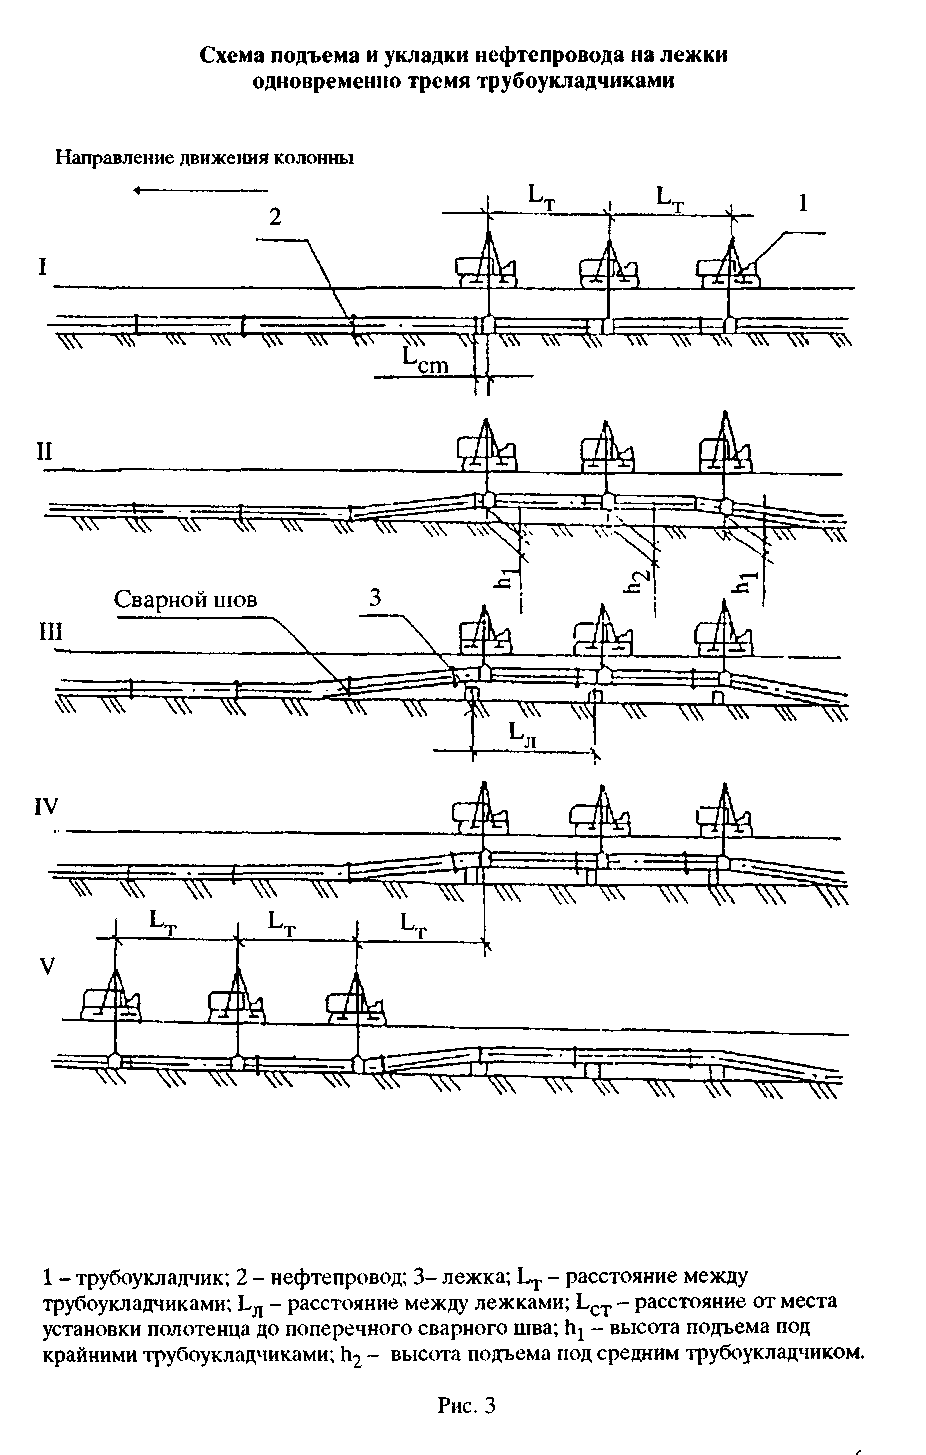 Схема подъема и укладки нефтепровода на лежки
одновременно тремя трубоукладчиками
Направление движения колонны
Lт Lт 1
2
I
Lcm
II
h1 h2 h1
Сварной шов 3
III
Lл
IV
Lт Lт Lт
V
1 – трубоукладчик; 2 – нефтепровод; 3– лежка; Lт – расстояние между
трубоукладчиками; Lл – расстояние между лежками; Lст – расстояние от места
установки полотенца до поперечного сварного шва; h1 – высота подъема под
крайними трубоукладчиками; h2 – высота подъема под средним трубоукладчиком.
Рис. 3